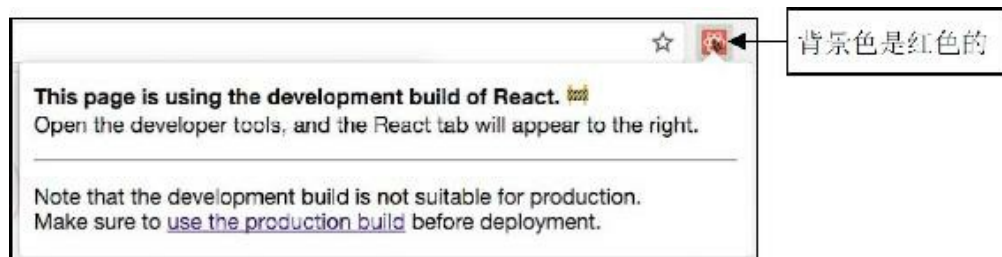 背景色是红色的
This page is using the development build of React. 🚧
Open the developer tools, and the React tab will appear to the right.
Note that the development build is not suitable for production.
Make sure to use the production build before deployment.